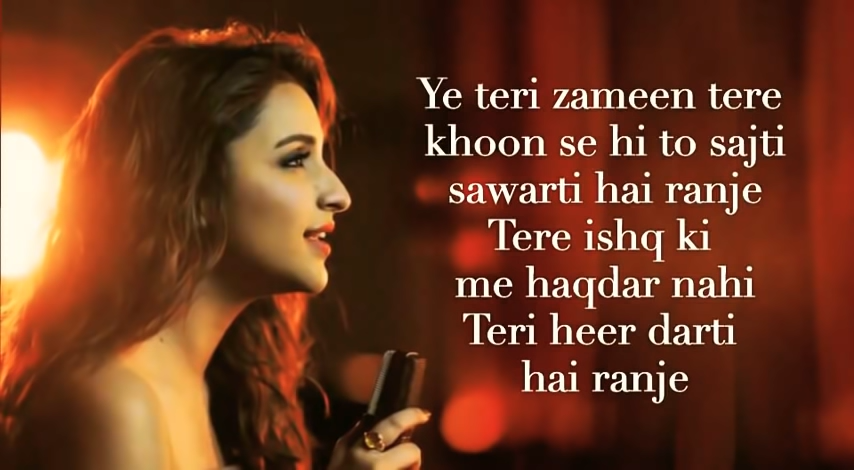 Ye teri zameen tere
khoon se hi to sajti
sawarti hai ranje
Tere ishq ki
me haqdar nahi
Teri heer darti
hai ranje